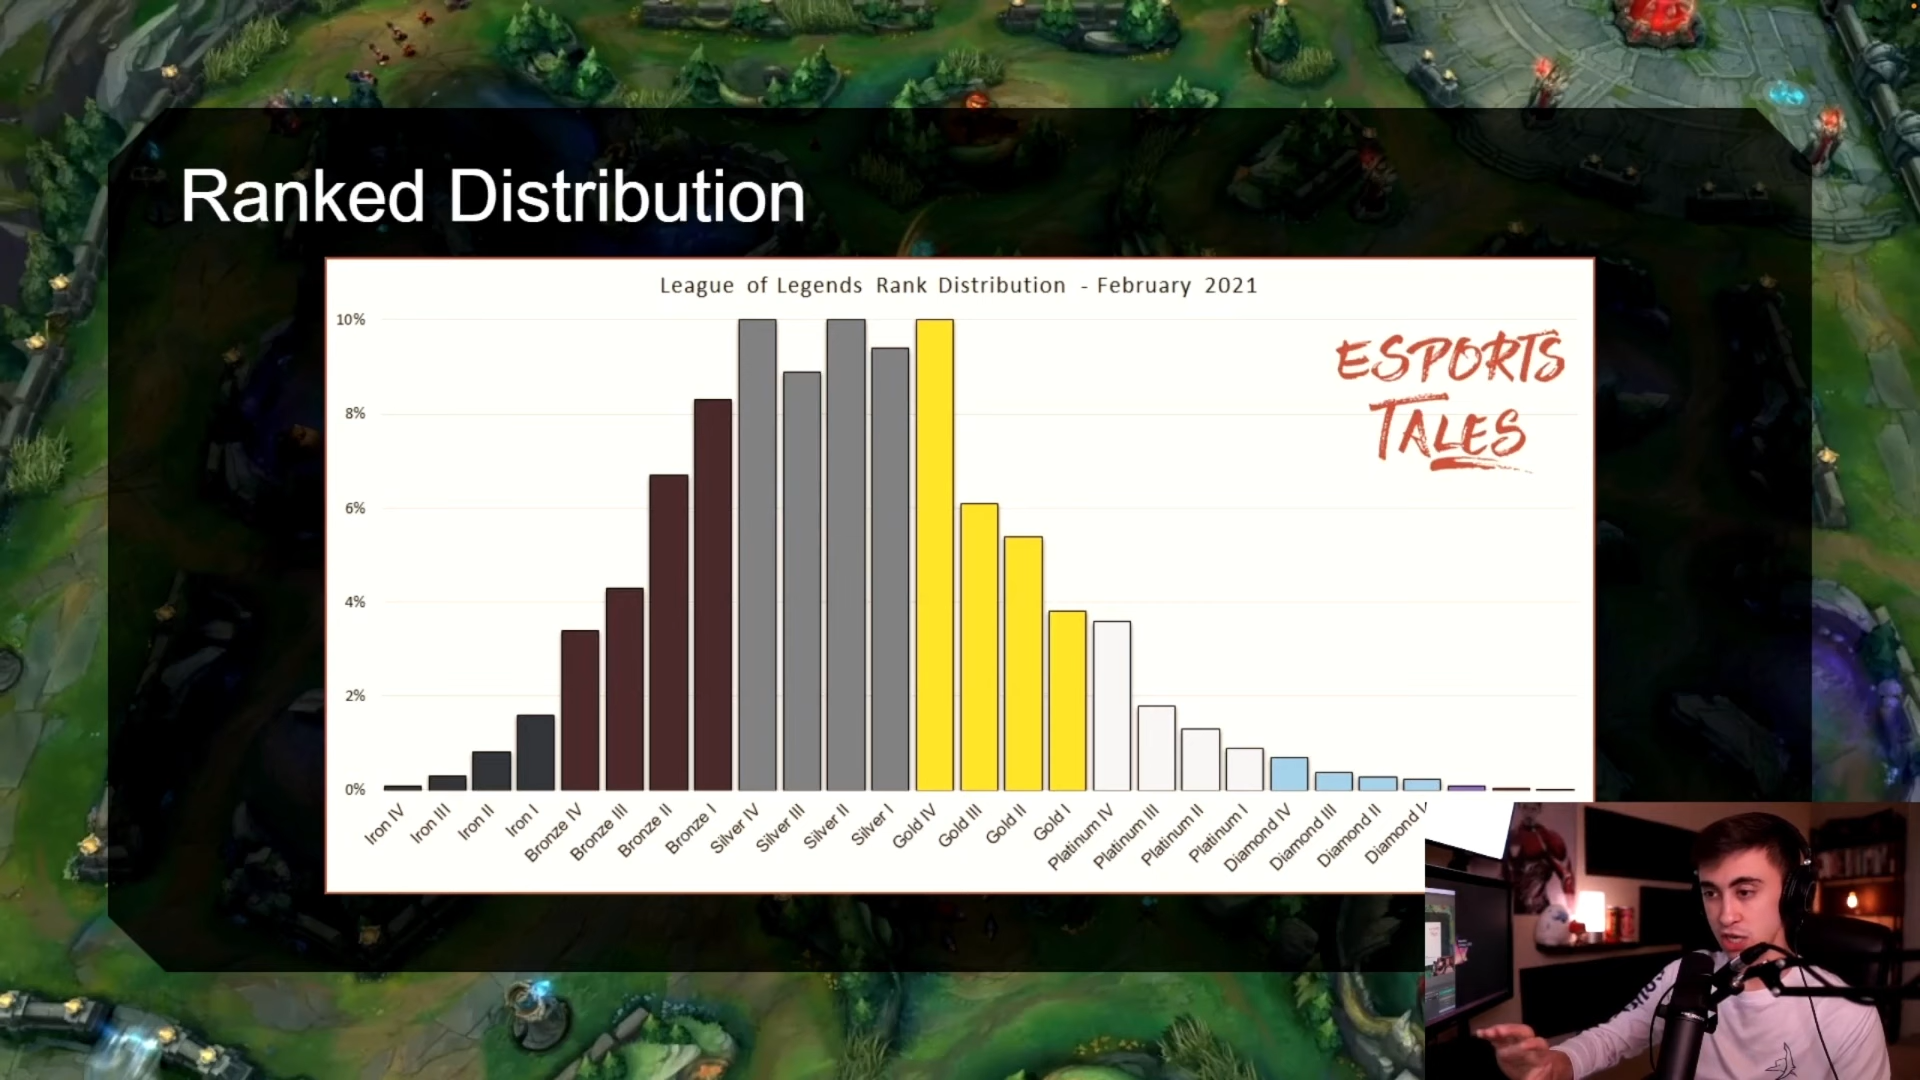 Ranked Distribution
League of Legends Rank Distribution - February 2021
10%
8%
6%
4%
2%
0%
ESPORTS
TALES
Iron IV
Iron III
Iron II
Iron I
Bronze IV
Bronze III
Bronze II
Bronze I
Silver IV
Silver III
Silver II
Silver I
Gold IV
Gold III
Gold II
Gold I
Platinum IV
Platinum III
Platinum II
Platinum I
Diamond IV
Diamond III
Diamond II
Diamond I